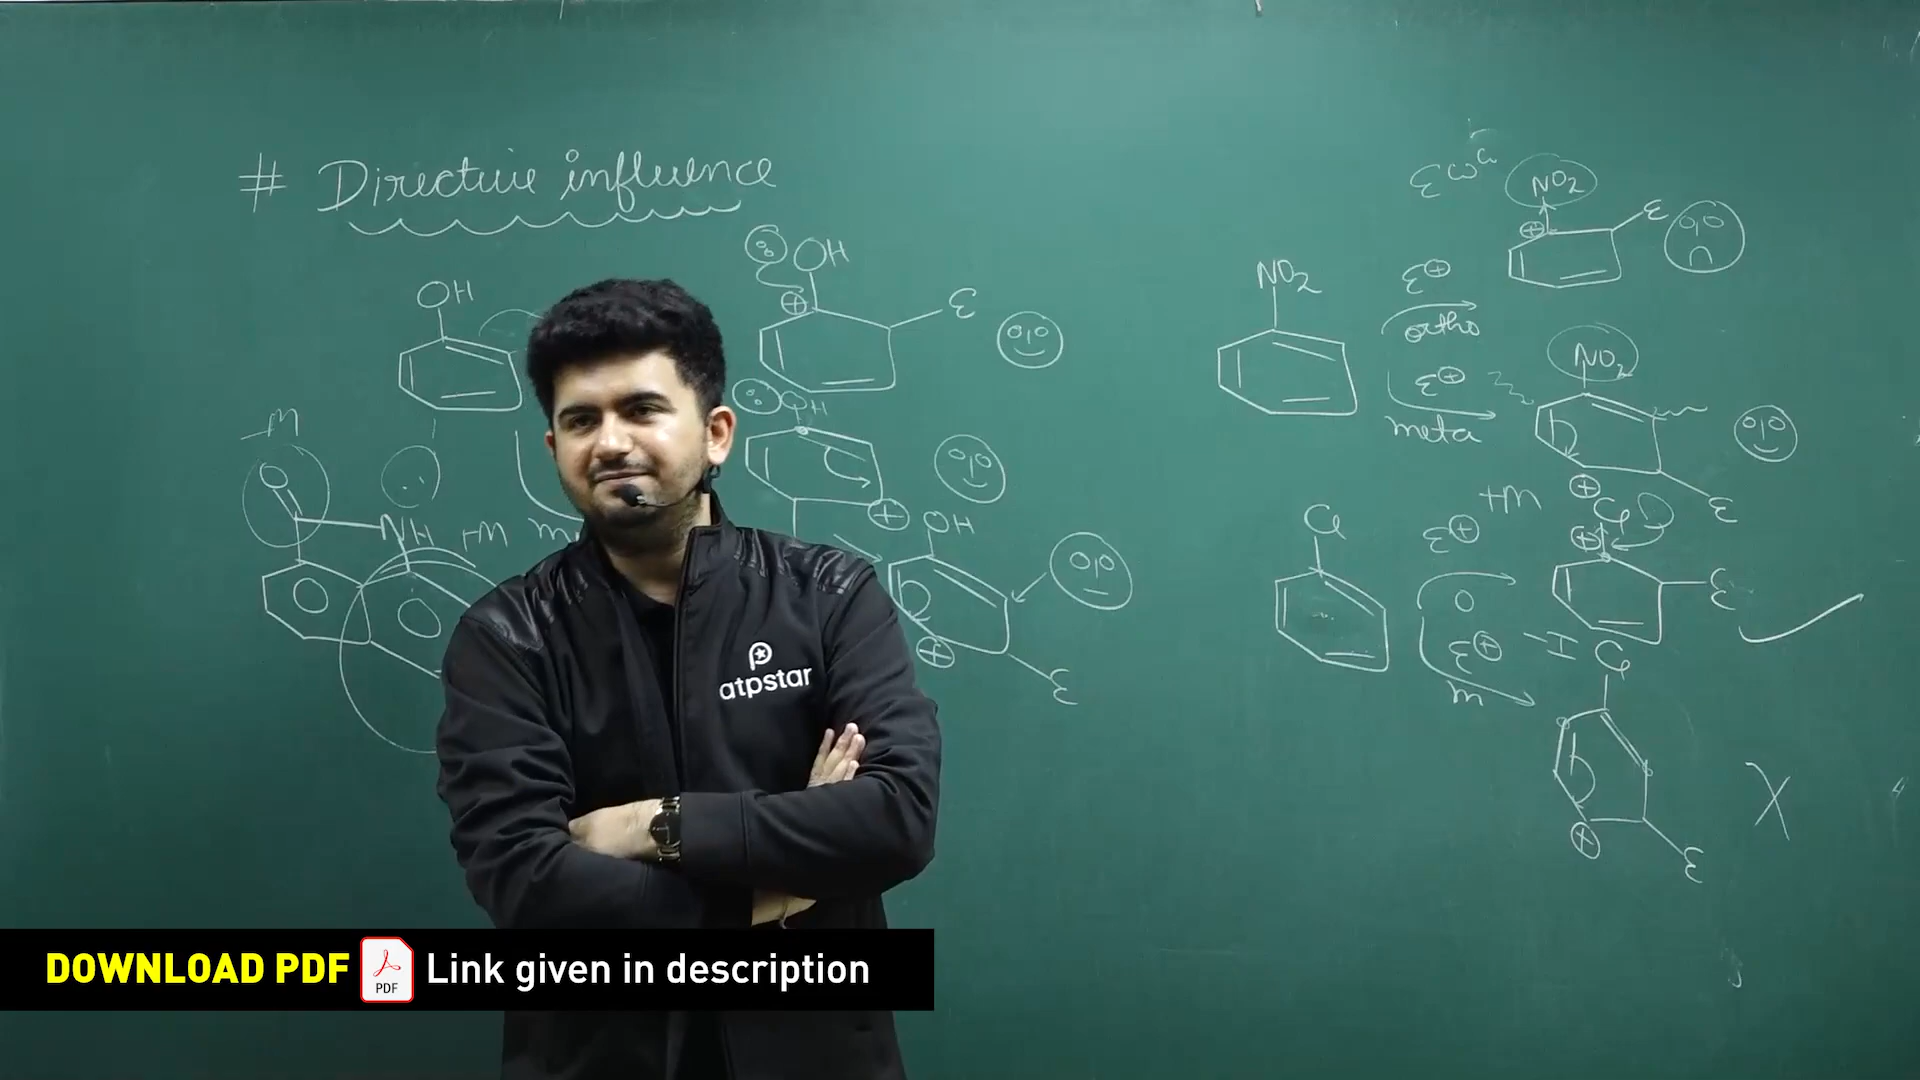 # Directive influence
OH
-M
O
NH
+M
m
OH
ε
OH
OH
ε
EWG
NO2
ε
NO2
ε⊕
ortho
ε⊕
meta
NO2
ε
Cl
ε⊕
+M
o
ε⊕
m
Cl
ε
-I
Cl
ε
X
atpstar
DOWNLOAD PDF
PDF
Link given in description